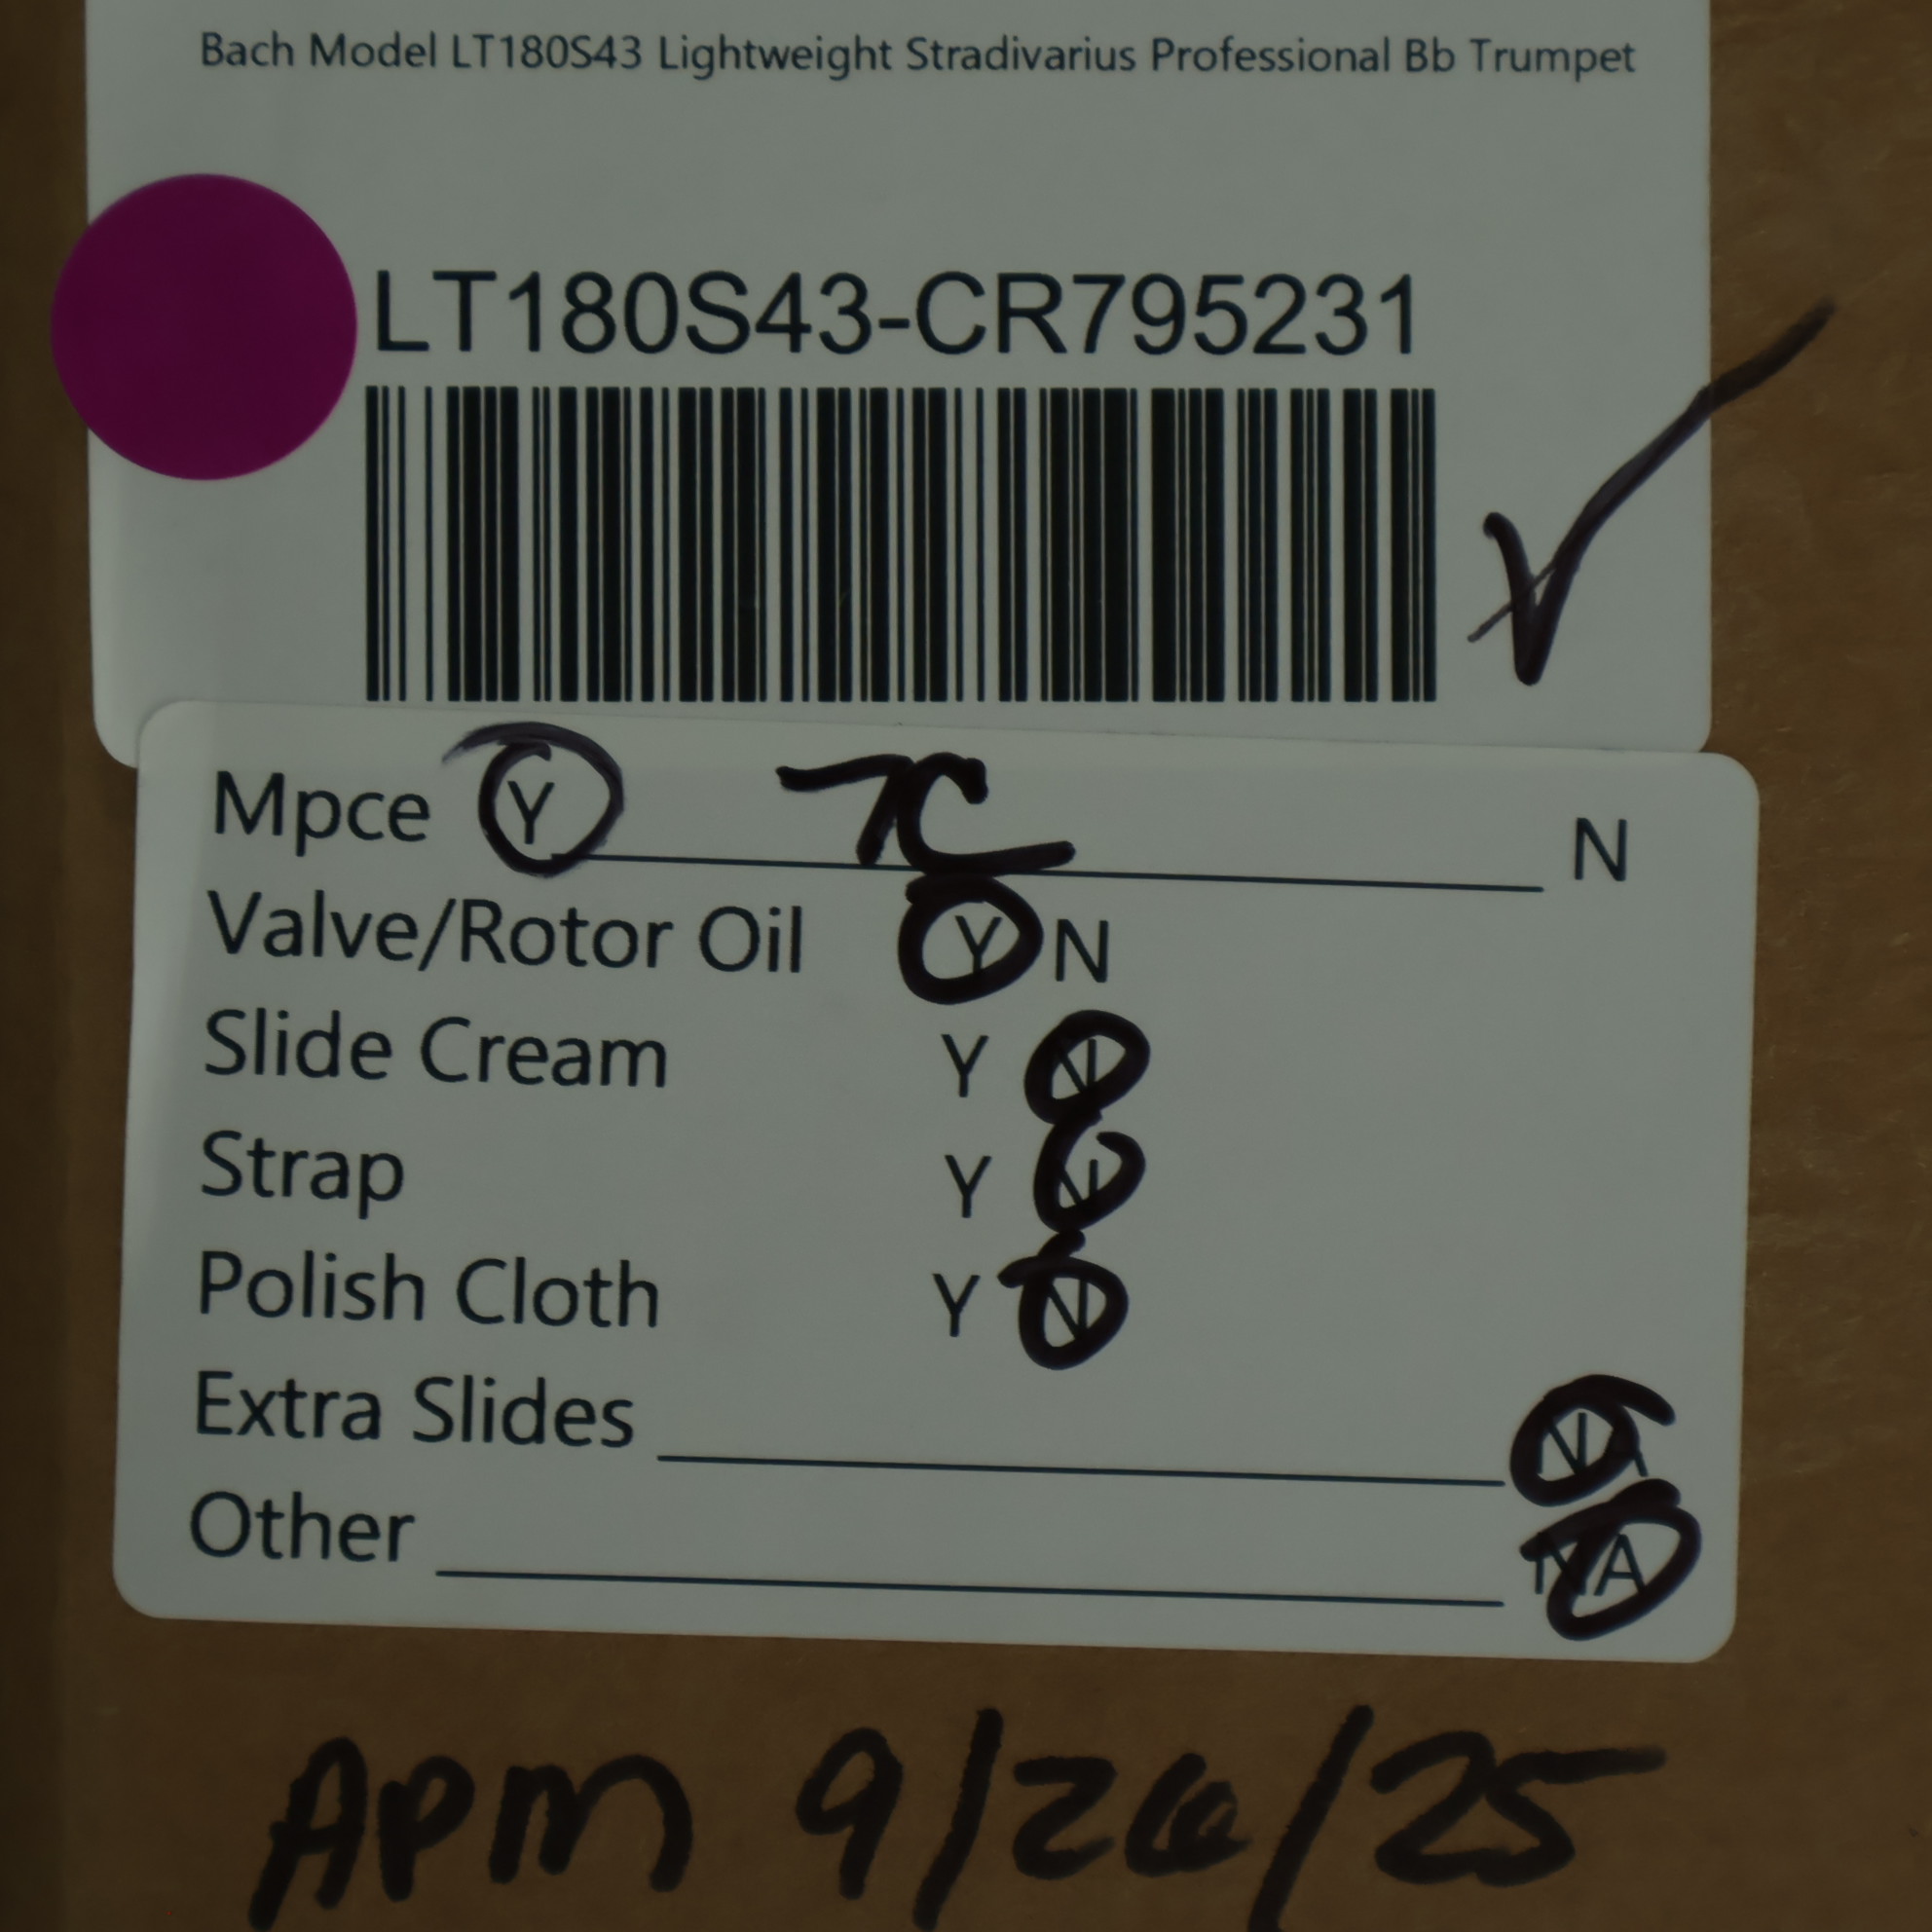 Bach Model LT180S43 Lightweight Stradivarius Professional Bb Trumpet
LT180S43-CR795231
Mpce Y 7C N
Valve/Rotor Oil Y N
Slide Cream Y N
Strap Y N
Polish Cloth Y N
Extra Slides NA
Other NA
APM 9/26/25